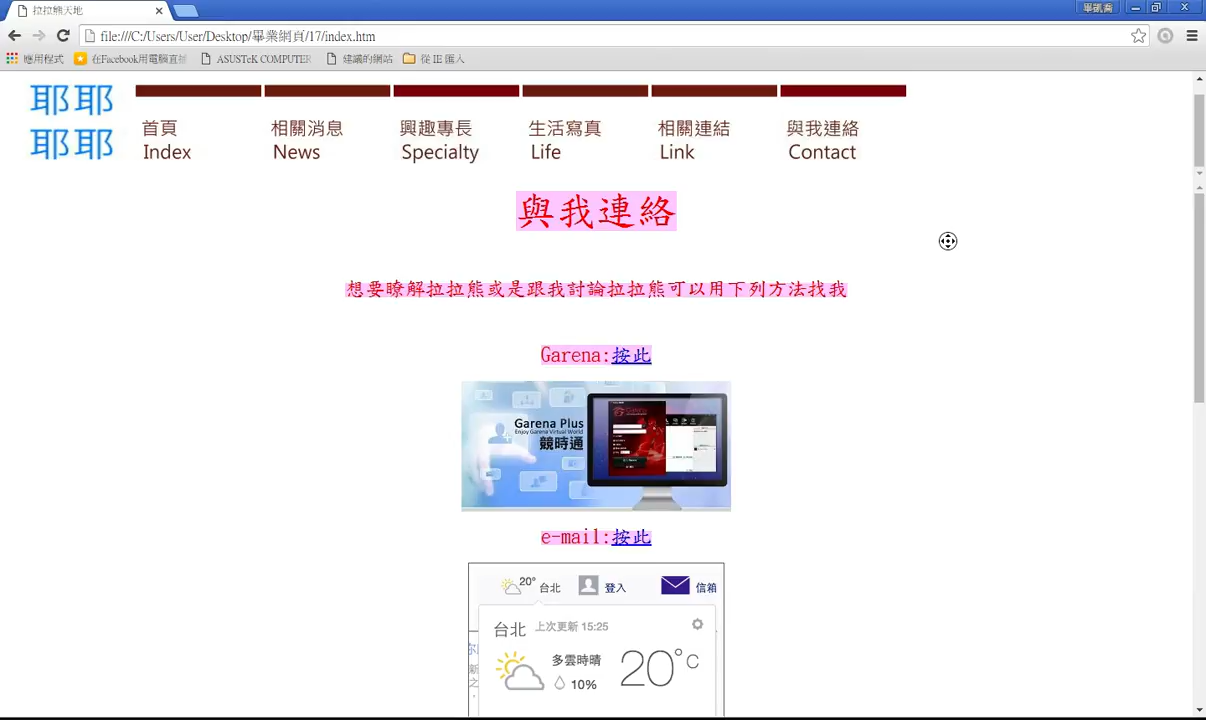 拉拉熊天地
畢凱喬
file:///C:/Users/User/Desktop/畢業網頁/17/index.htm
應用程式 在Facebook用電腦直播 ASUSTeK COMPUTER 建議的網站 從 IE 匯入
耶耶
耶耶
首頁 相關消息 興趣專長 生活寫真 相關連結 與我連絡
Index News Specialty Life Link Contact
與我連絡
想要瞭解拉拉熊或是跟我討論拉拉熊可以用下列方法找我
Garena:按此
Garena Plus
Enjoy Garena Virtual World
競時通
e-mail:按此
20° 台北 登入 信箱
台北 上次更新 15:25
多雲時晴 20°C
10%